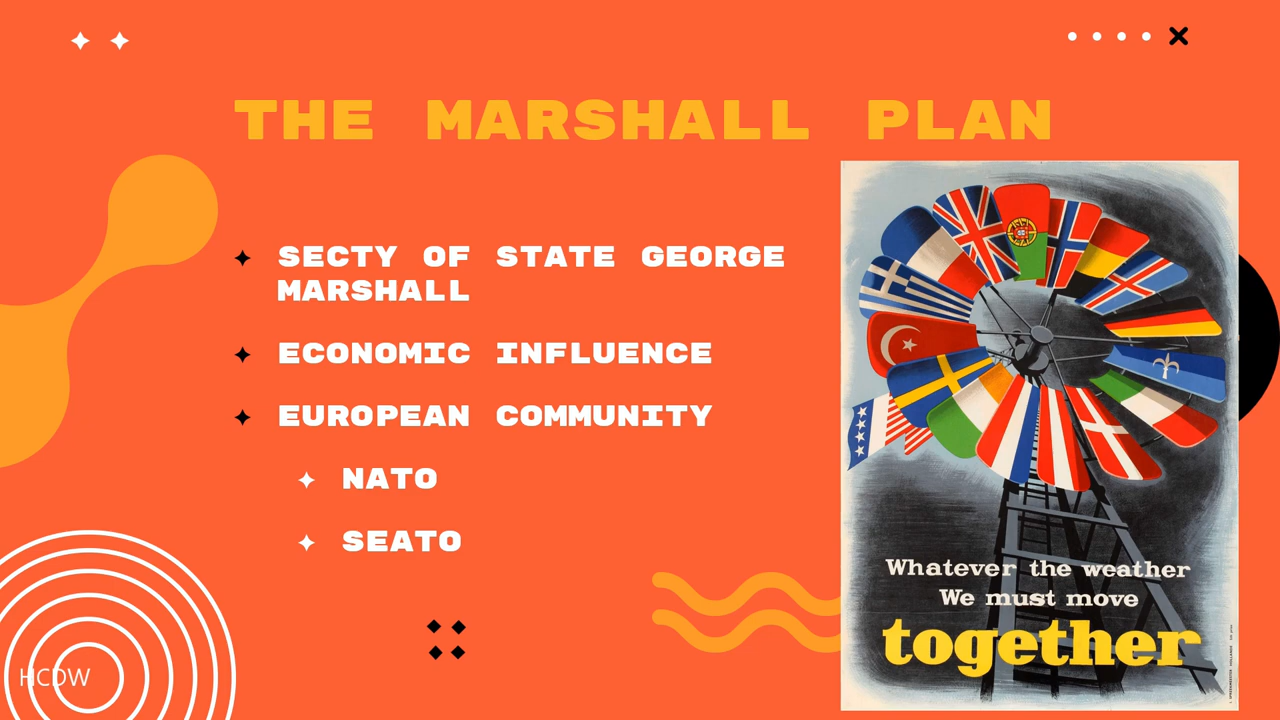 THE MARSHALL PLAN
SECTY OF STATE GEORGE
MARSHALL
ECONOMIC INFLUENCE
EUROPEAN COMMUNITY
NATO
SEATO
Whatever the weather
We must move
together
HCDW